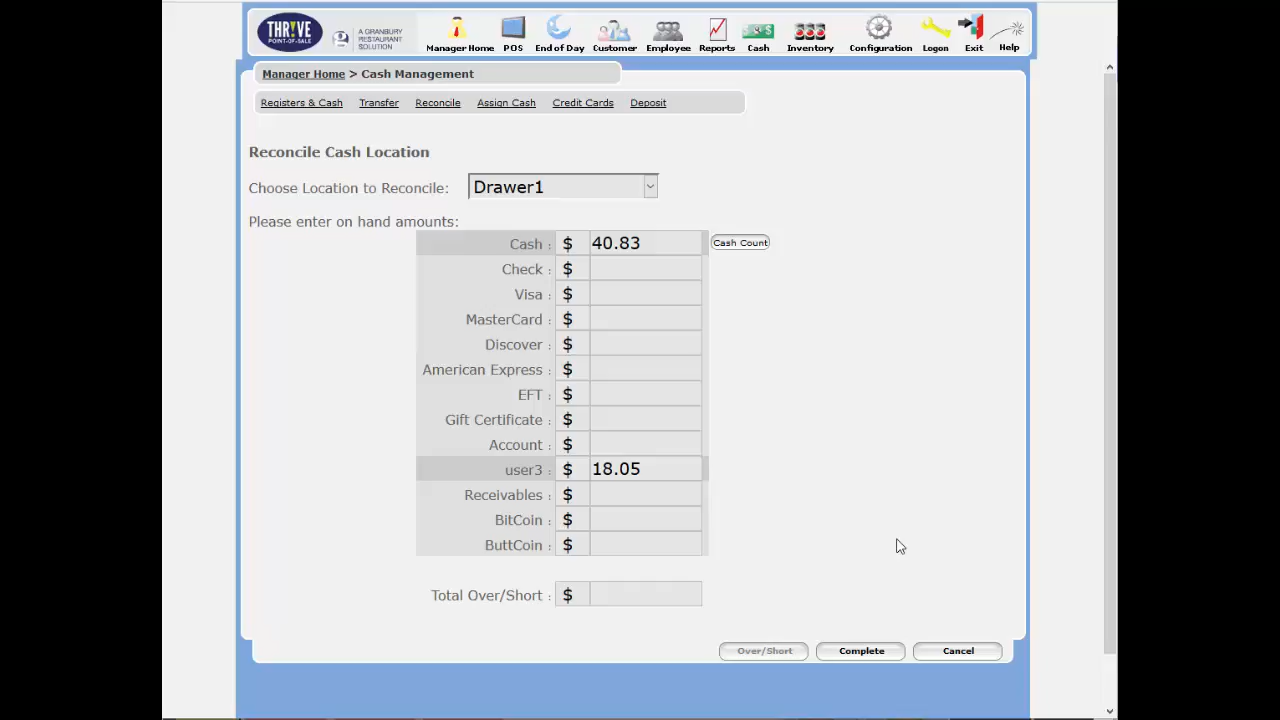 THRIVE
POINT-OF-SALE
A GRANBURY
RESTAURANT
SOLUTION
Manager Home POS End of Day Customer Employee Reports Cash Inventory Configuration Logon Exit Help
Manager Home > Cash Management
Registers & Cash Transfer Reconcile Assign Cash Credit Cards Deposit
Reconcile Cash Location
Choose Location to Reconcile: Drawer1
Please enter on hand amounts:
Cash : $ 40.83 Cash Count
Check : $
Visa : $
MasterCard : $
Discover : $
American Express : $
EFT : $
Gift Certificate : $
Account : $
user3 : $ 18.05
Receivables : $
BitCoin : $
ButtCoin : $
Total Over/Short : $
Over/Short Complete Cancel